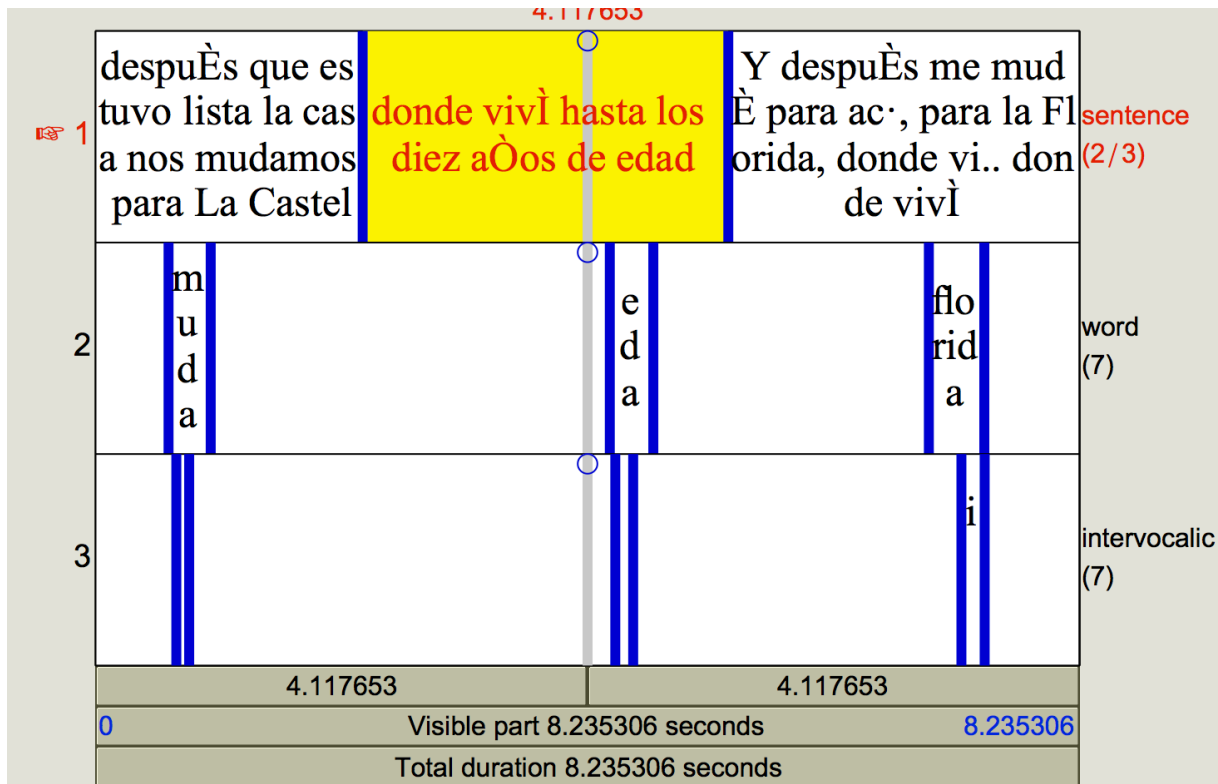 4.117653
despuÈs que es
tuvo lista la cas
a nos mudamos
para La Castel
donde vivÌ hasta los
diez aÒos de edad
Y despuÈs me mud
È para ac·, para la Fl
orida, donde vi.. don
de vivÌ
☞ 1
sentence
(2/3)
m
u
d
a
e
d
a
flo
rid
a
2
word
(7)
i
3
intervocalic
(7)
4.117653
4.117653
0
Visible part 8.235306 seconds
8.235306
Total duration 8.235306 seconds